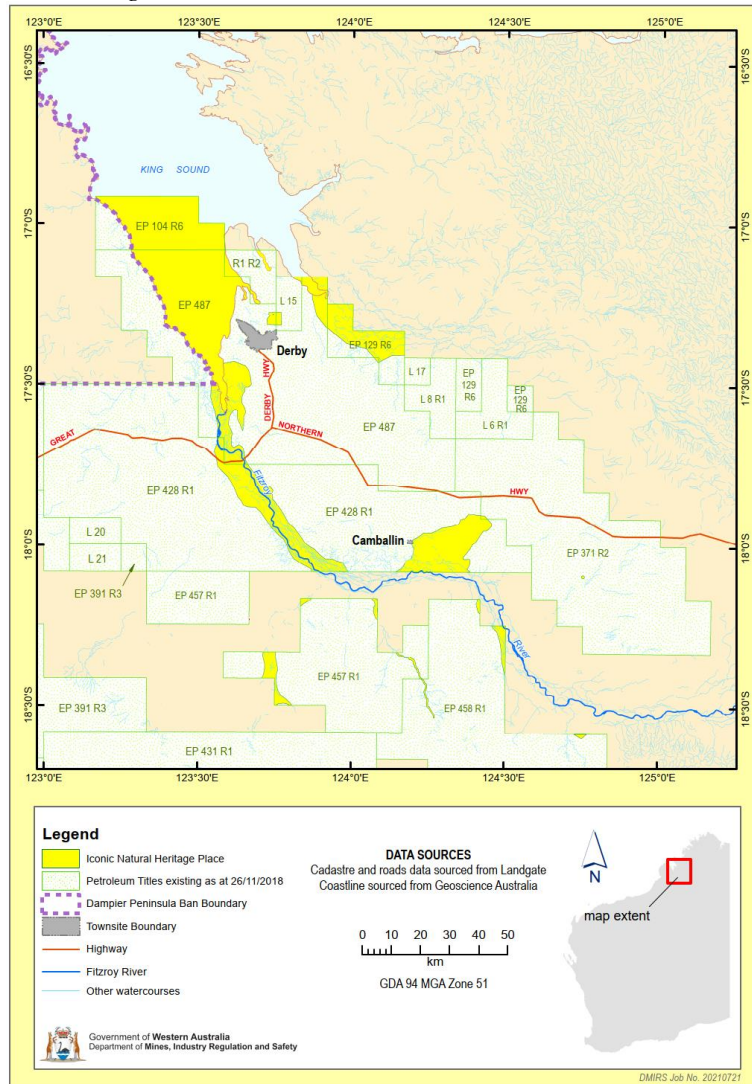 123°0'E
123°30'E
124°0'E
124°30'E
125°0'E
16°30'S
16°30'S
KING SOUND
17°0'S
17°0'S
EP 104 R6
R1 R2
EP 487
L 15
EP 129 R6
Derby
L 17
EP
129
R6
EP
129
R6
L 8 R1
17°30'S
17°30'S
DERBY HWY
L 6 R1
EP 487
GREAT
NORTHERN
HWY
Fitzroy
EP 428 R1
EP 428 R1
Camballin
L 20
L 21
EP 371 R2
18°0'S
18°0'S
EP 391 R3
EP 457 R1
River
EP 457 R1
EP 391 R3
EP 458 R1
18°30'S
18°30'S
EP 431 R1
123°0'E
123°30'E
124°0'E
124°30'E
125°0'E
Legend
Iconic Natural Heritage Place
Petroleum Titles existing as at 26/11/2018
Dampier Peninsula Ban Boundary
Townsite Boundary
Highway
Fitzroy River
Other watercourses
DATA SOURCES
Cadastre and roads data sourced from Landgate
Coastline sourced from Geoscience Australia
0 10 20 30 40 50
km
GDA 94 MGA Zone 51
N
map extent
Government of Western Australia
Department of Mines, Industry Regulation and Safety
DMIRS Job No. 20210721